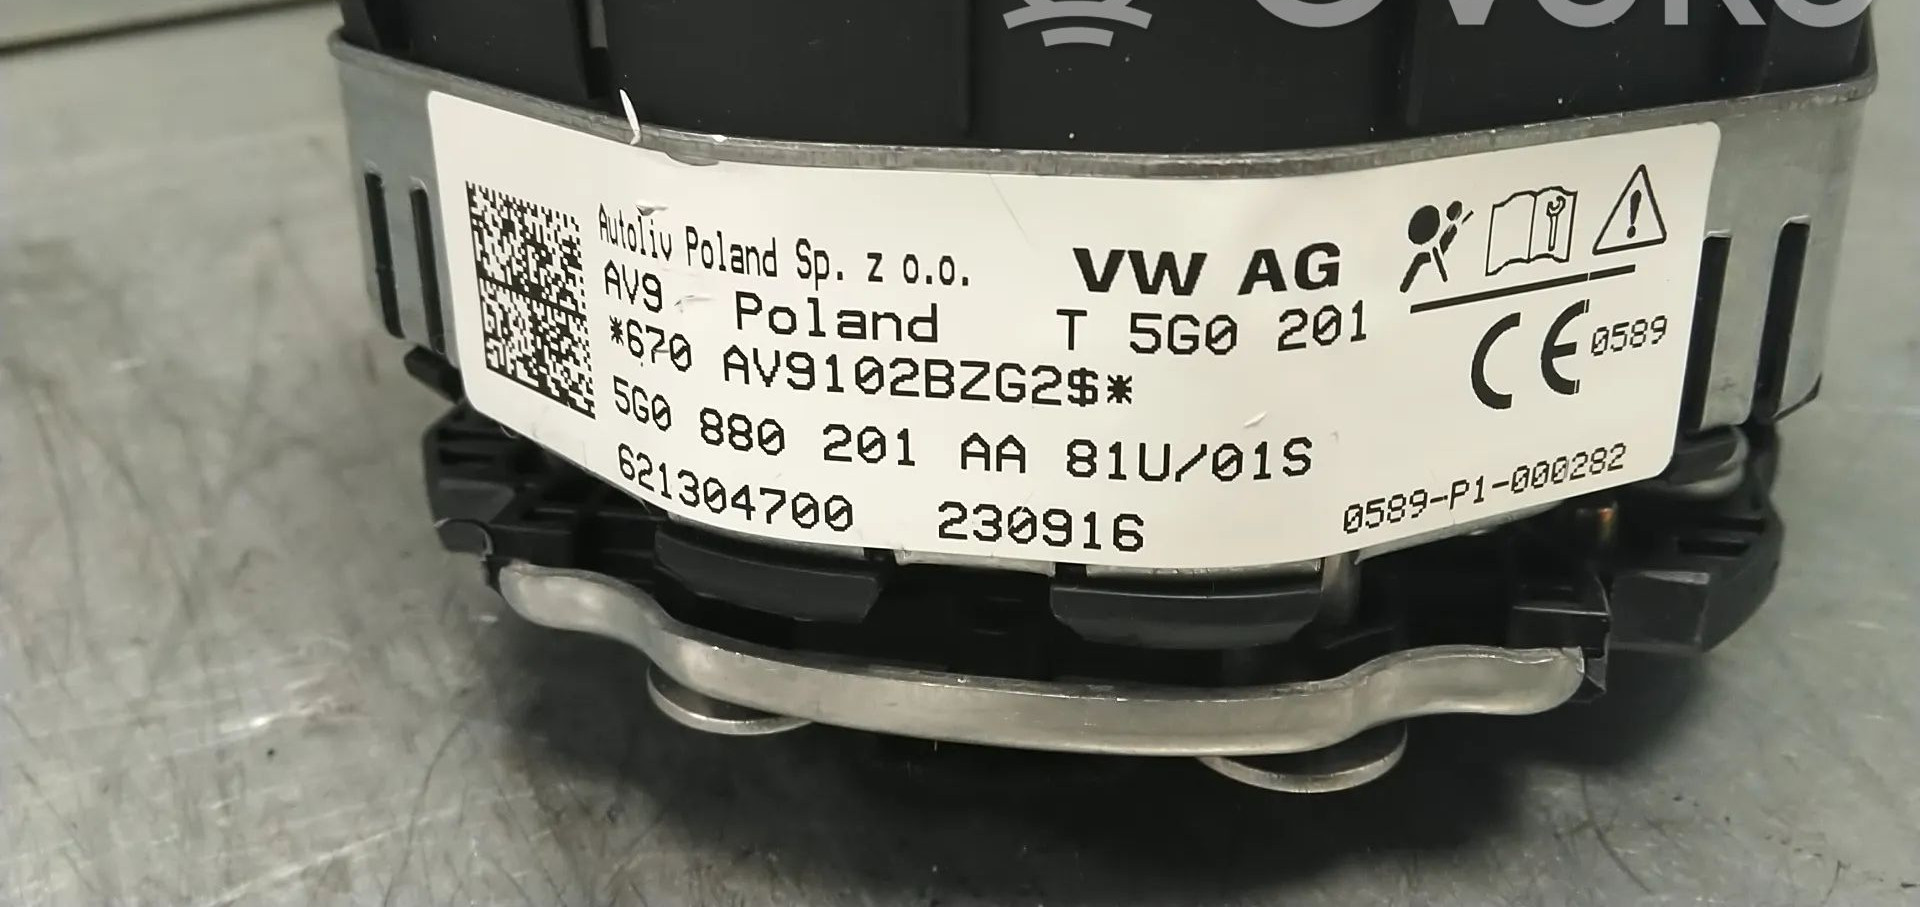 Autoliv Poland Sp. z o.o.
VW AG
AV9 Poland
T 5G0 201
*670 AV9102BZG2$*
CE 0589
5G0 880 201 AA 81U/01S
621304700 230916
0589-P1-000282